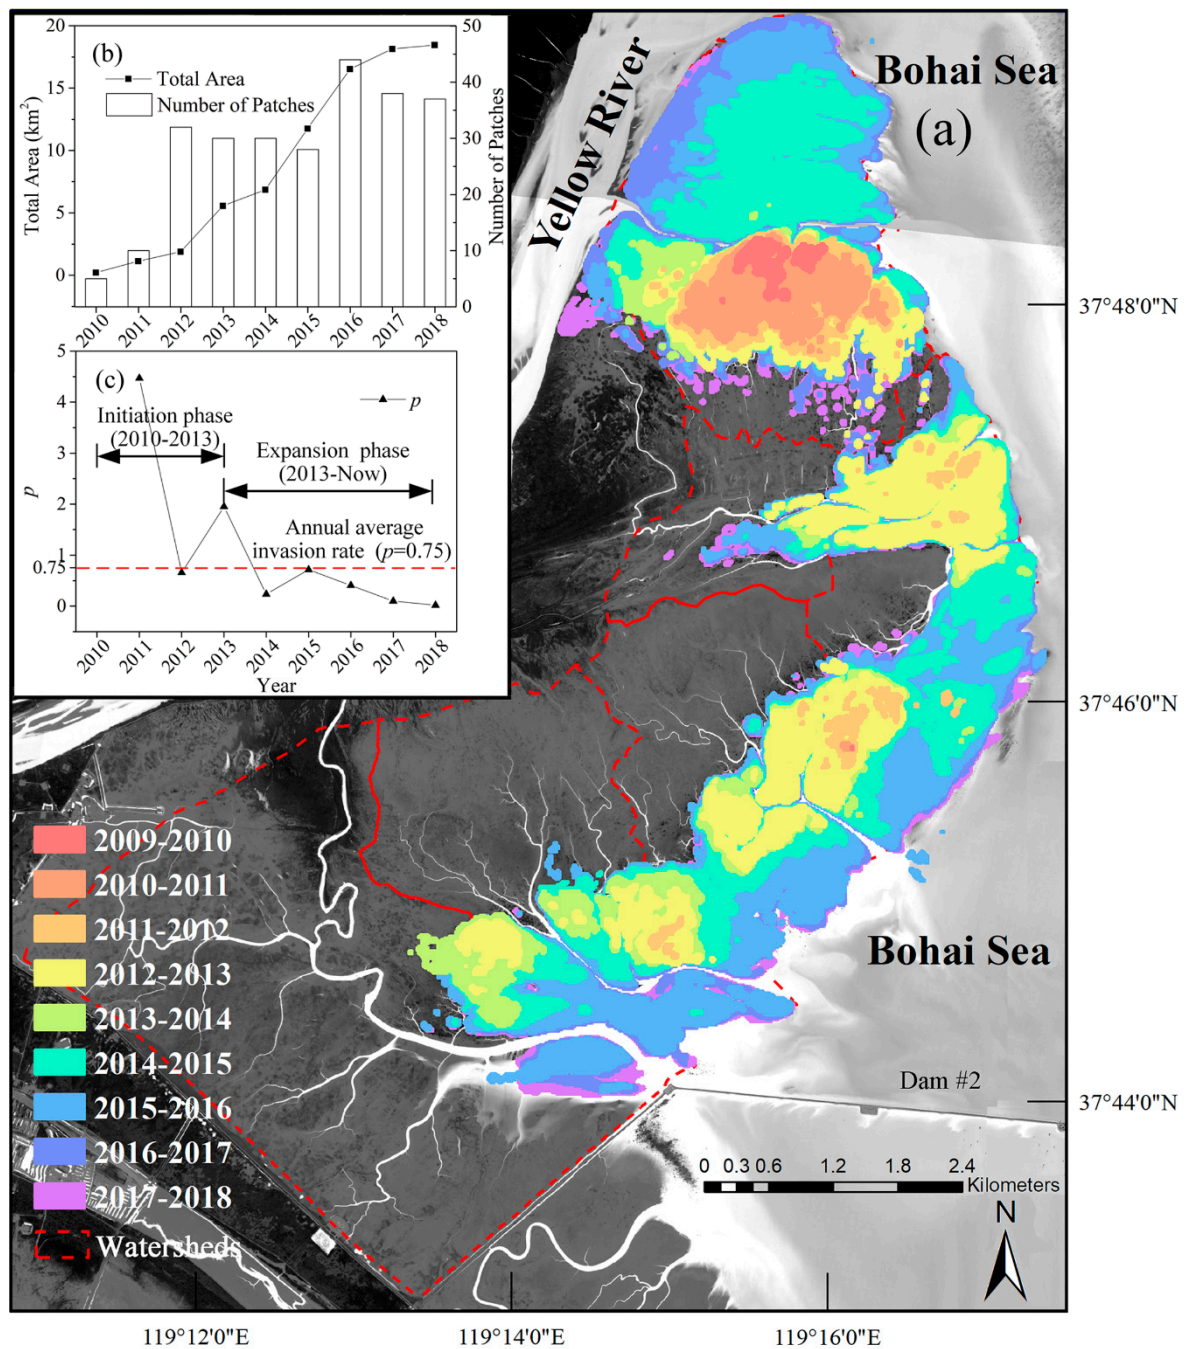 (b)
Total Area
Number of Patches
Total Area (km²)
20
15
10
5
0
Number of Patches
50
40
30
20
10
0
2010
2011
2012
2013
2014
2015
2016
2017
2018
(c)
p
Initiation phase
(2010-2013)
Expansion phase
(2013-Now)
Annual average
invasion rate (p=0.75)
p
5
4
3
2
1
0.75
0
2010
2011
2012
2013
2014
2015
2016
2017
2018
Year
Yellow River
Bohai Sea
(a)
37°48'0"N
37°46'0"N
Bohai Sea
37°44'0"N
Dam #2
2009-2010
2010-2011
2011-2012
2012-2013
2013-2014
2014-2015
2015-2016
2016-2017
2017-2018
Watersheds
0 0.3 0.6 1.2 1.8 2.4
Kilometers
N
119°12'0"E 119°14'0"E 119°16'0"E